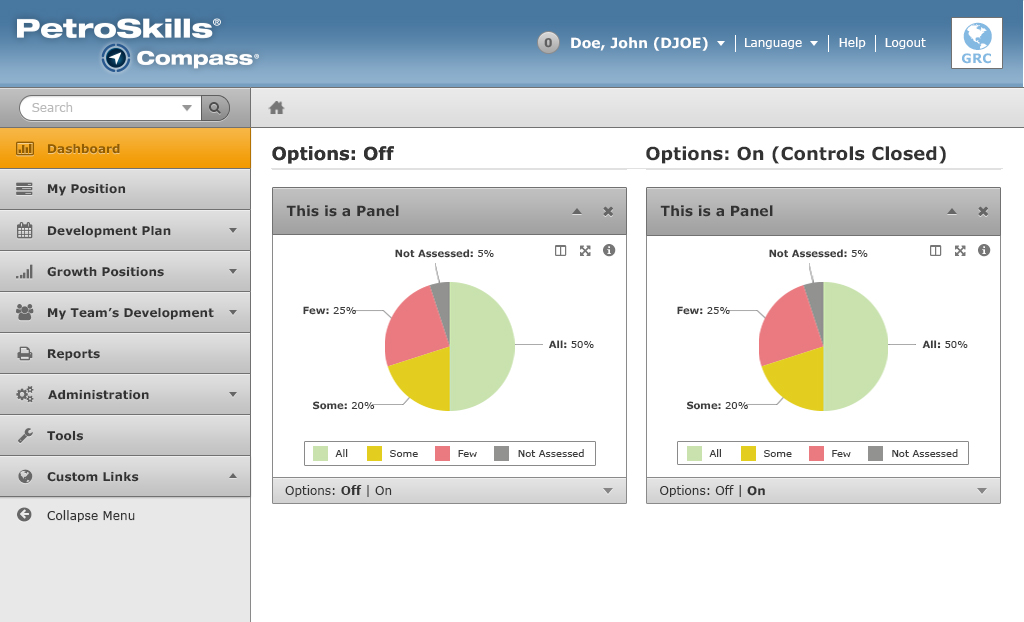 PetroSkills®
Compass®
0 Doe, John (DJOE) Language Help Logout
GRC
Search
Dashboard
My Position
Development Plan
Growth Positions
My Team’s Development
Reports
Administration
Tools
Custom Links
Collapse Menu
Options: Off
This is a Panel
Not Assessed: 5%
Few: 25%
All: 50%
Some: 20%
All Some Few Not Assessed
Options: Off | On
Options: On (Controls Closed)
This is a Panel
Not Assessed: 5%
Few: 25%
All: 50%
Some: 20%
All Some Few Not Assessed
Options: Off | On